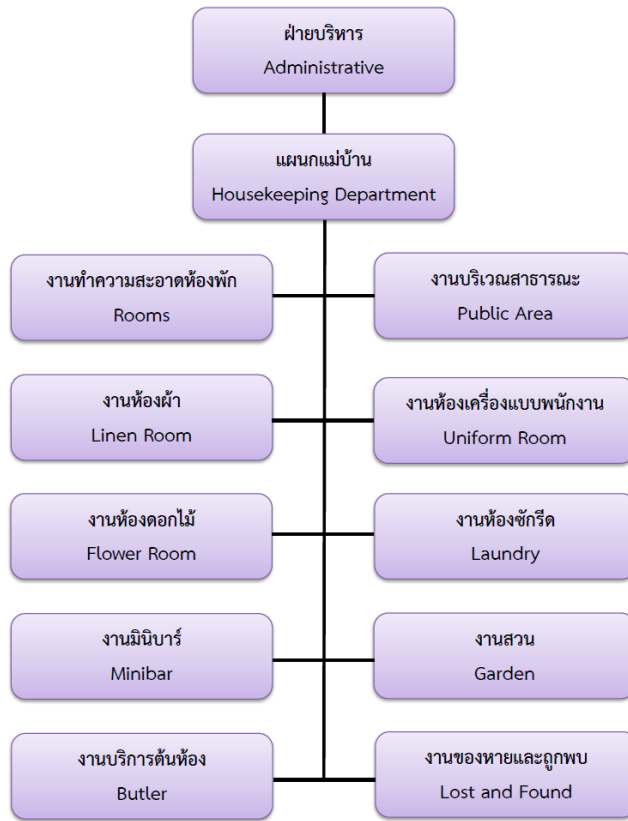 ฝ่ายบริหาร
Administrative
แผนกแม่บ้าน
Housekeeping Department
งานทำความสะอาดห้องพัก
Rooms
งานบริเวณสาธารณะ
Public Area
งานห้องผ้า
Linen Room
งานห้องเครื่องแบบพนักงาน
Uniform Room
งานห้องดอกไม้
Flower Room
งานห้องซักรีด
Laundry
งานมินิบาร์
Minibar
งานสวน
Garden
งานบริการต้นห้อง
Butler
งานของหายและถูกพบ
Lost and Found